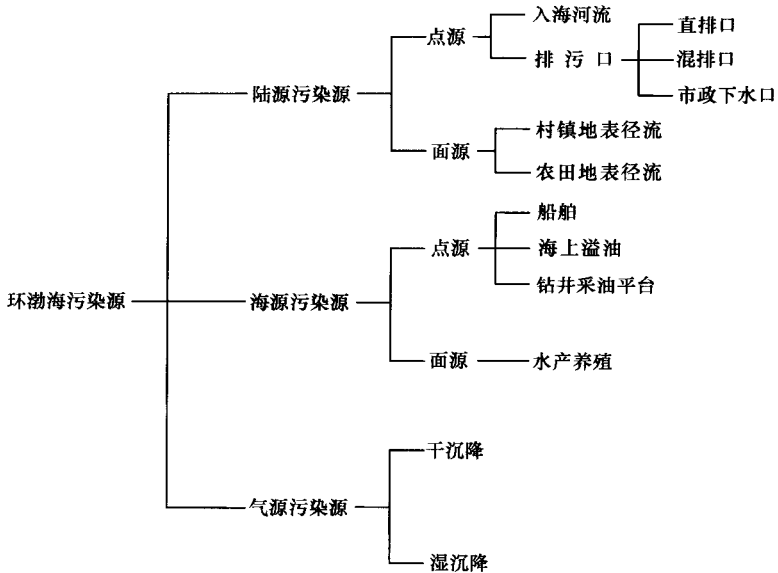 入海河流
直排口
点源
排污口
混排口
市政下水口
陆源污染源
村镇地表径流
面源
农田地表径流
船舶
点源
海上溢油
钻井采油平台
环渤海污染源
海源污染源
面源
水产养殖
干沉降
气源污染源
湿沉降